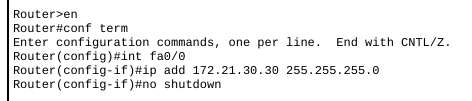 Router>en
Router#conf term
Enter configuration commands, one per line.  End with CNTL/Z.
Router(config)#int fa0/0
Router(config-if)#ip add 172.21.30.30 255.255.255.0
Router(config-if)#no shutdown